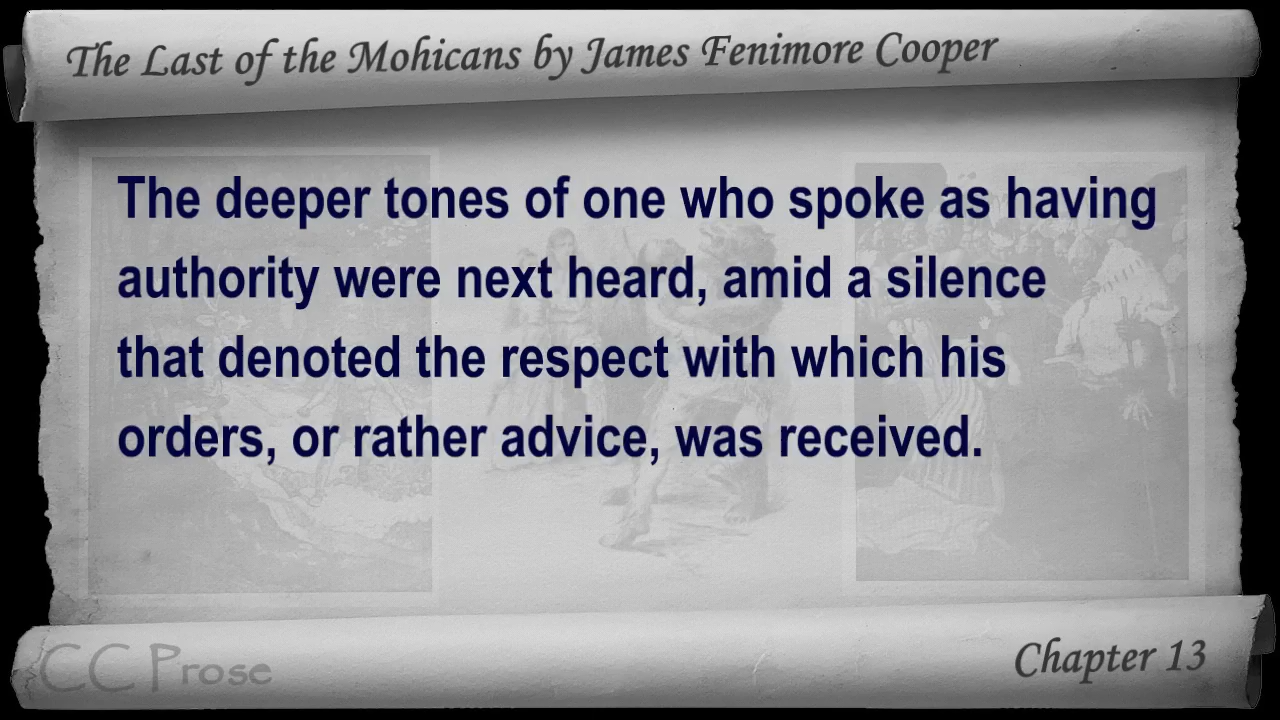 The Last of the Mohicans by James Fenimore Cooper
The deeper tones of one who spoke as having
authority were next heard, amid a silence
that denoted the respect with which his
orders, or rather advice, was received.
CC Prose
Chapter 13